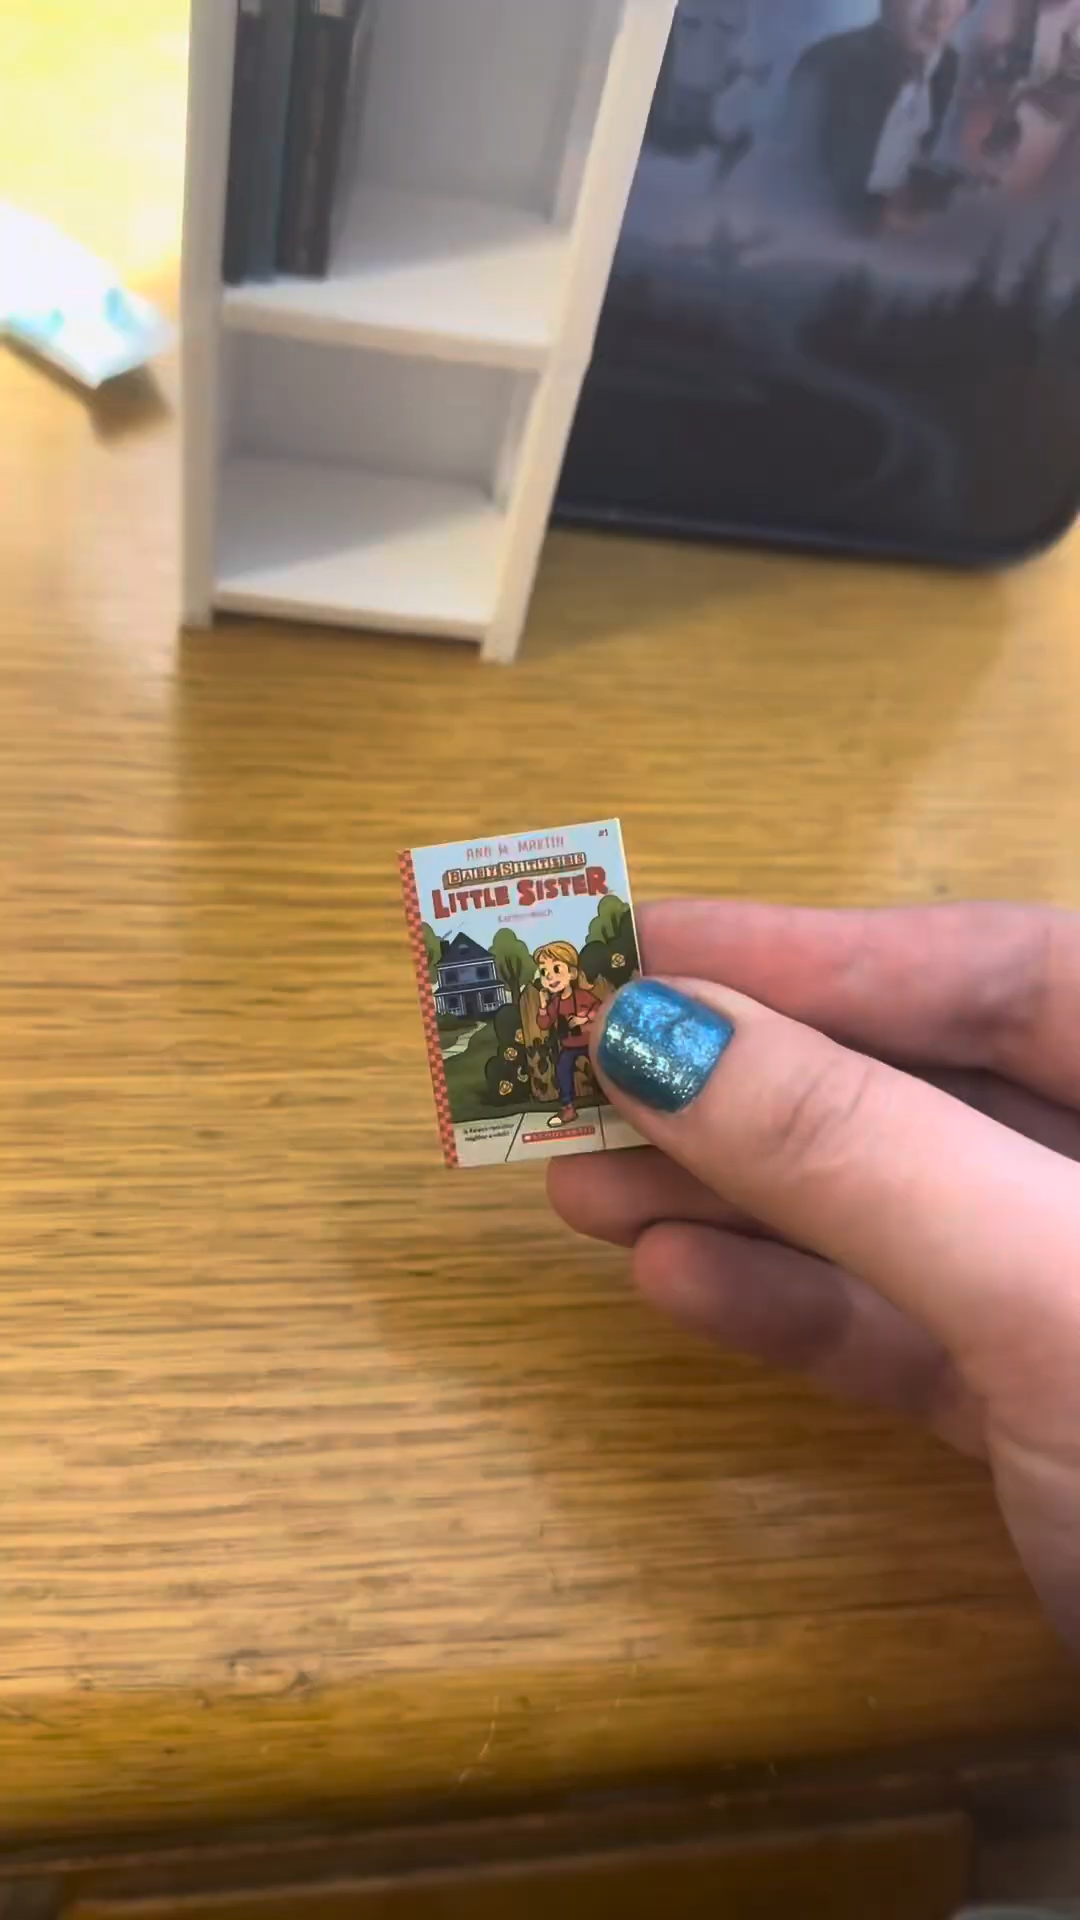 ANN M. MARTIN
#1
BABY-SITTERS
LITTLE SISTER
SCHOLASTIC